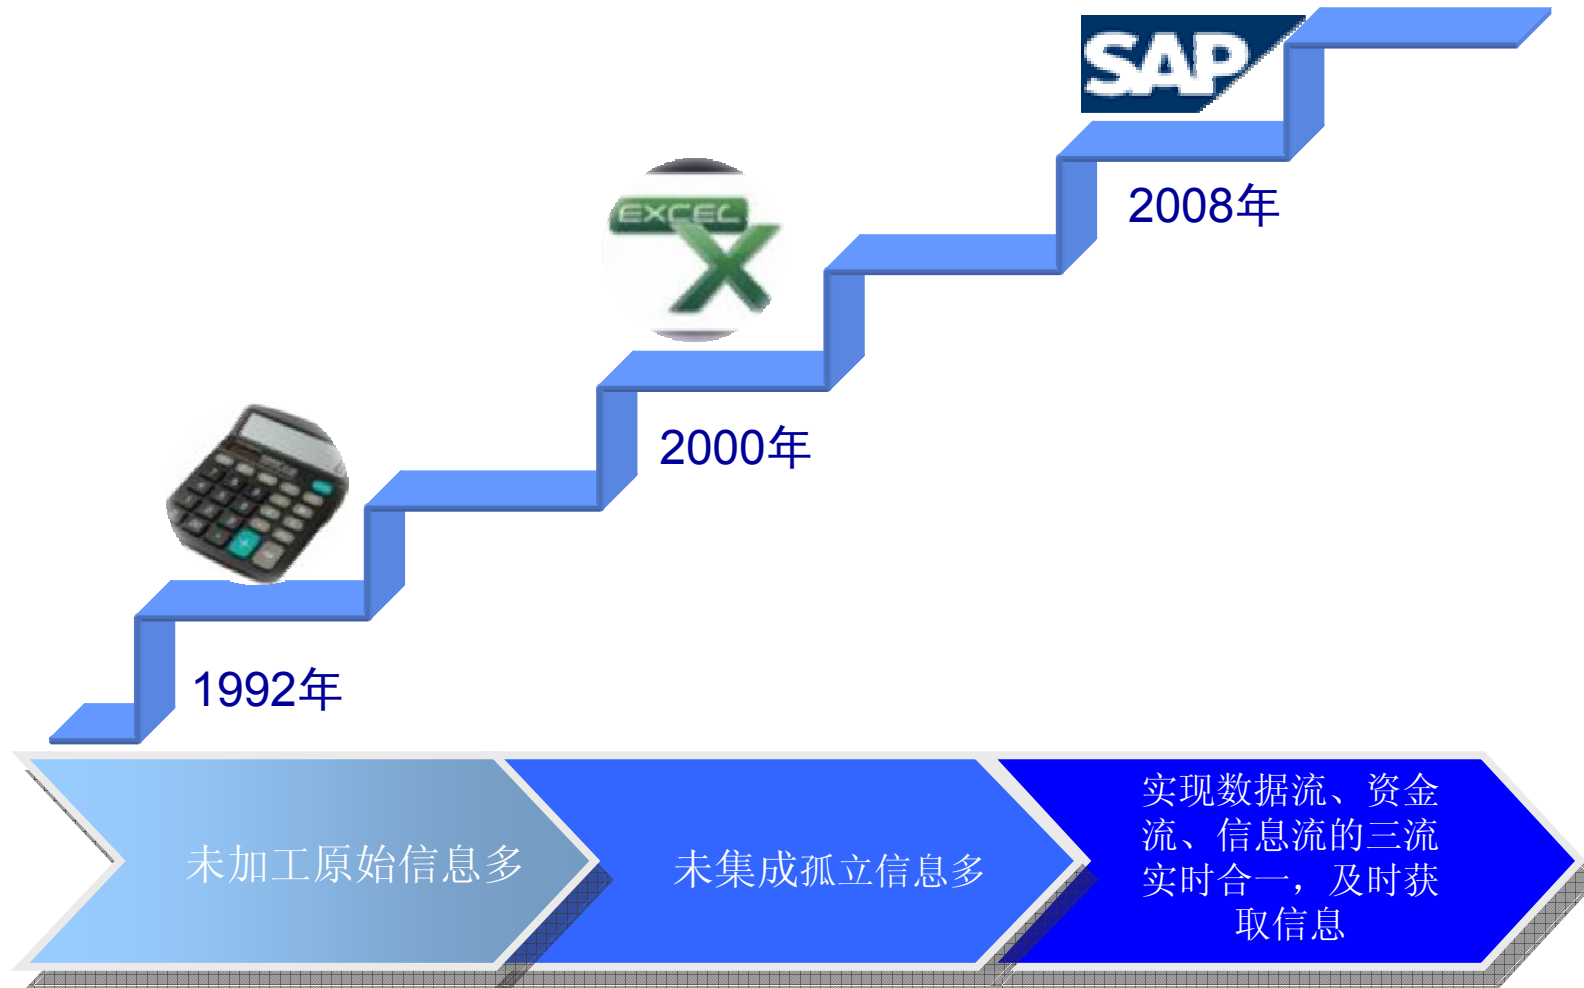 SAP
2008年
EXCEL
2000年
1992年
未加工原始信息多
未集成孤立信息多
实现数据流、资金
流、信息流的三流
实时合一，及时获
取信息